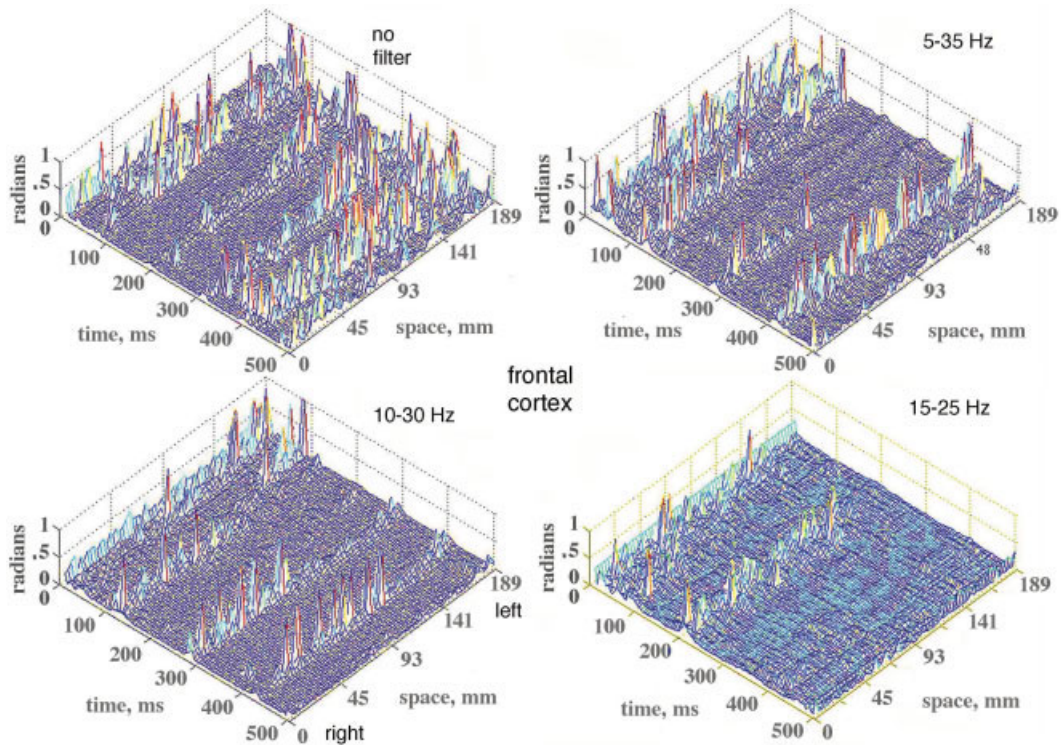 no
filter
radians
1
.5
0
0
100
200
300
400
500
time, ms
0
45
93
141
189
space, mm
5-35 Hz
radians
1
.5
0
0
100
200
300
400
500
time, ms
0
45
93
48
189
space, mm
frontal
cortex
10-30 Hz
radians
1
.5
0
0
100
200
300
400
500
time, ms
0
45
93
141
189
space, mm
left
right
15-25 Hz
radians
1
.5
0
0
100
200
300
400
500
time, ms
0
45
93
141
189
space, mm